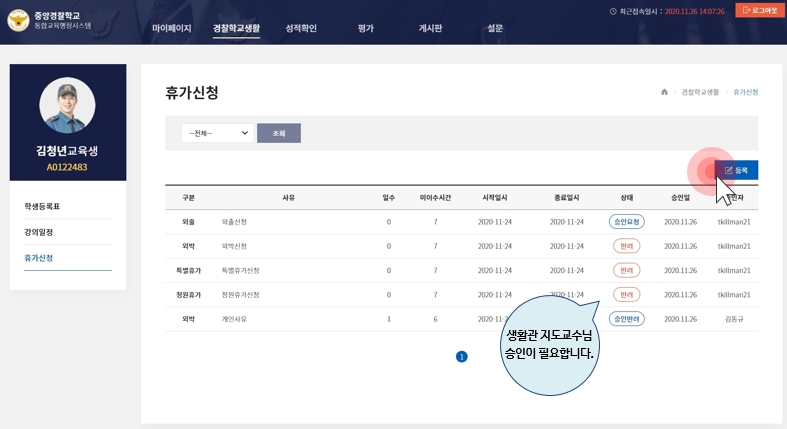 중앙경찰학교
통합교육행정시스템
최근접속일시 : 2020.11.26 14:07:26
로그아웃
마이페이지 경찰학교생활 성적확인 평가 게시판 설문
김청년교육생
A0122483
학생등록표
강의일정
휴가신청
휴가신청
경찰학교생활 휴가신청
--전체-- 조회
등록
구분 사유 일수 미이수시간 시작일시 종료일시 상태 승인일
외출 외출신청 0 7 2020-11-24 2020-11-24 승인요청 2020.11.26 tkillman21
외박 외박신청 0 7 2020-11-24 2020-11-24 반려 2020.11.26 tkillman21
특별휴가 특별휴가신청 0 7 2020-11-24 2020-11-24 반려 2020.11.26 tkillman21
청원휴가 청원휴가신청 0 7 2020-11-24 2020-11-24 반려 2020.11.26 tkillman21
외박 개인사유 1 6 승인반려 2020.11.26 김동규
생활관 지도교수님
승인이 필요합니다.
1